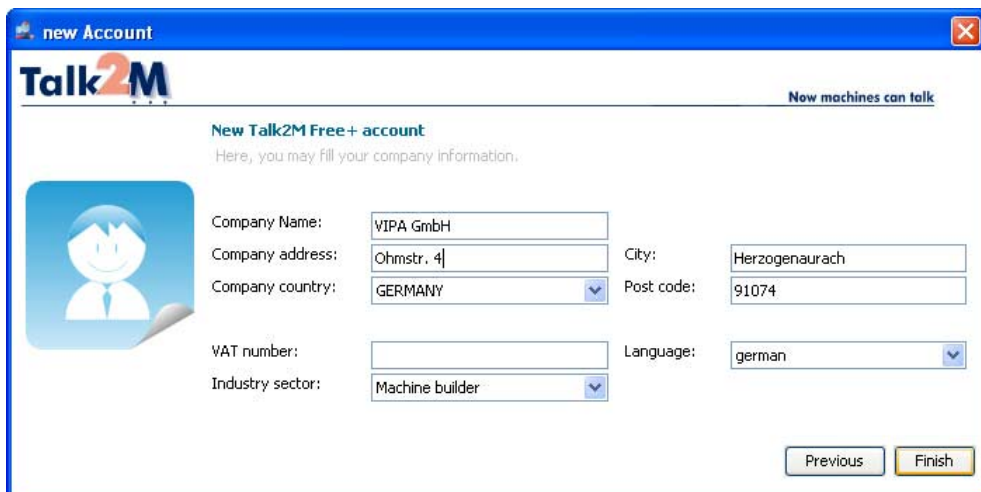 new Account
Talk2M
Now machines can talk
New Talk2M Free+ account
Here, you may fill your company information.
Company Name: VIPA GmbH
Company address: Ohmstr. 4 City: Herzogenaurach
Company country: GERMANY Post code: 91074
VAT number: Language: german
Industry sector: Machine builder
Previous Finish